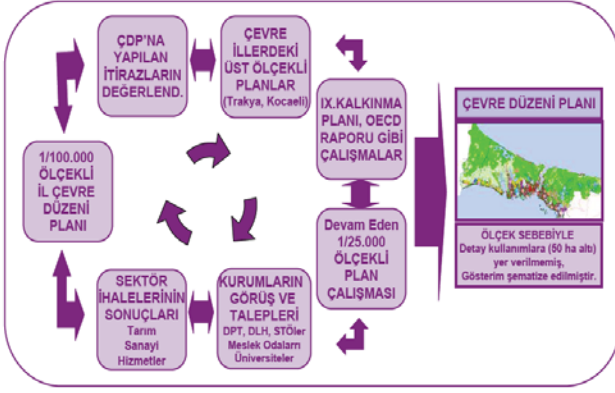 ÇDP'NA
YAPILAN
İTİRAZLARIN
DEĞERLEND.
ÇEVRE
İLLERDEKİ
ÜST ÖLÇEKLİ
PLANLAR
(Trakya, Kocaeli)
IX.KALKINMA
PLANI, OECD
RAPORU GİBİ
ÇALIŞMALAR
ÇEVRE DÜZENİ PLANI
1/100.000
ÖLÇEKLİ
İL ÇEVRE
DÜZENİ
PLANI
Devam Eden
1/25.000
ÖLÇEKLİ
PLAN
ÇALIŞMASI
ÖLÇEK SEBEBİYLE
Detay kullanımlara (50 ha altı)
yer verilmemiş,
Gösterim şematize edilmiştir.
SEKTÖR
İHALELERİNİN
SONUÇLARI
Tarım
Sanayi
Hizmetler
KURUMLARIN
GÖRÜŞ VE
TALEPLERİ
DPT, DLH, STÖler
Meslek Odaları
Üniversiteler